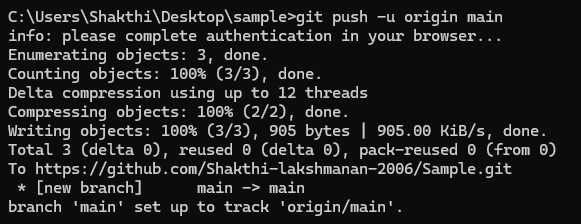 C:\Users\Shakthi\Desktop\sample>git push -u origin main
info: please complete authentication in your browser...
Enumerating objects: 3, done.
Counting objects: 100% (3/3), done.
Delta compression using up to 12 threads
Compressing objects: 100% (2/2), done.
Writing objects: 100% (3/3), 905 bytes | 905.00 KiB/s, done.
Total 3 (delta 0), reused 0 (delta 0), pack-reused 0 (from 0)
To https://github.com/Shakthi-lakshmanan-2006/Sample.git
 * [new branch]      main -> main
branch 'main' set up to track 'origin/main'.